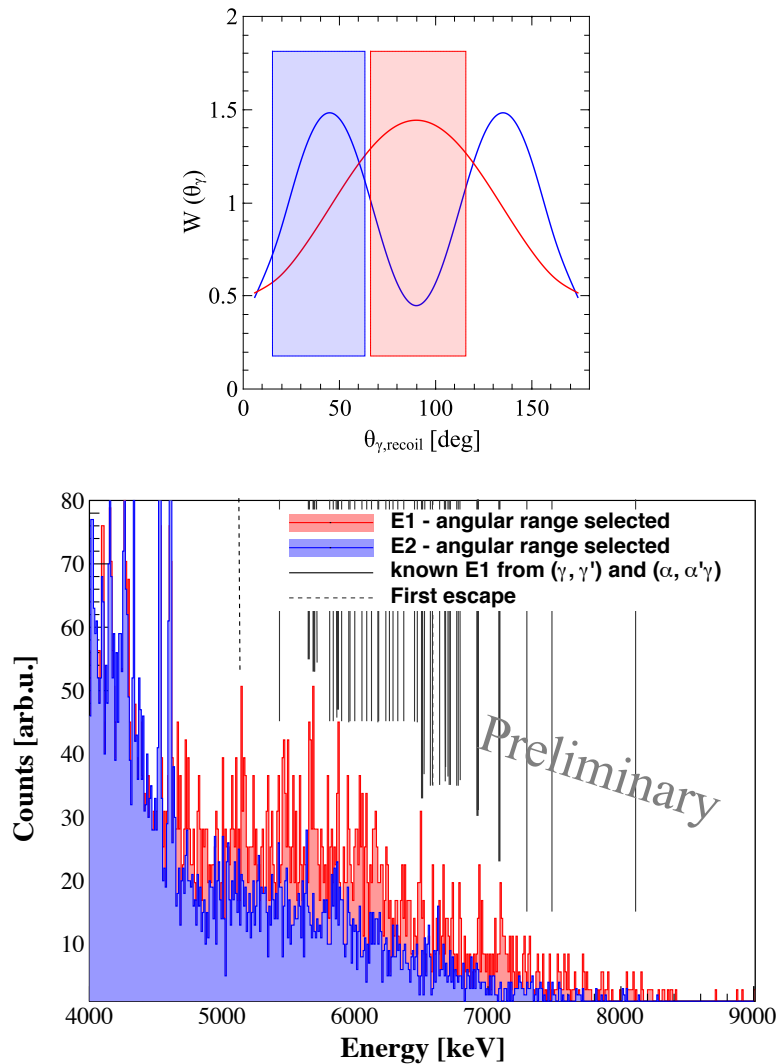 2
1.5
1
0.5
0
W (θγ)
0
50
100
150
θγ,recoil [deg]
80
70
60
50
40
30
20
10
Counts [arb.u.]
E1 - angular range selected
E2 - angular range selected
known E1 from (γ, γ') and (α, α'γ)
First escape
Preliminary
4000
5000
6000
7000
8000
9000
Energy [keV]